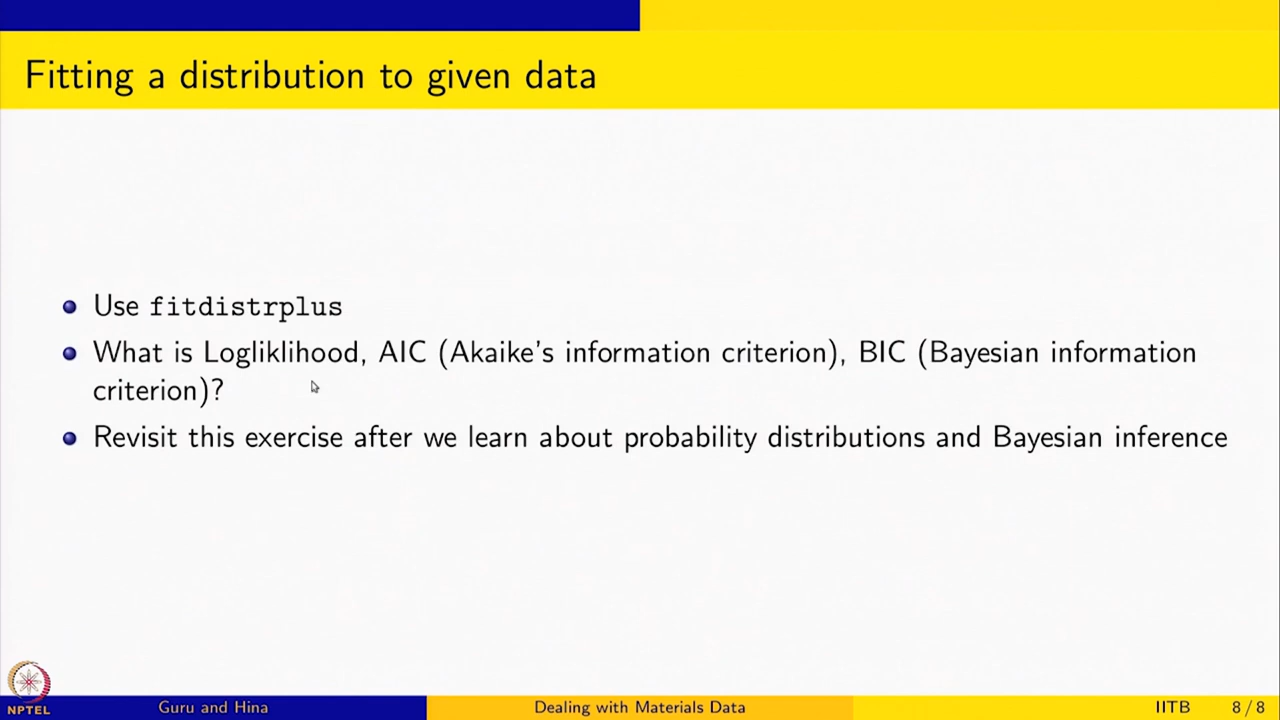 Fitting a distribution to given data
Use fitdistrplus
What is Logliklihood, AIC (Akaike's information criterion), BIC (Bayesian information
criterion)?
Revisit this exercise after we learn about probability distributions and Bayesian inference
NPTEL
Guru and Hina
Dealing with Materials Data
IITB
8 / 8